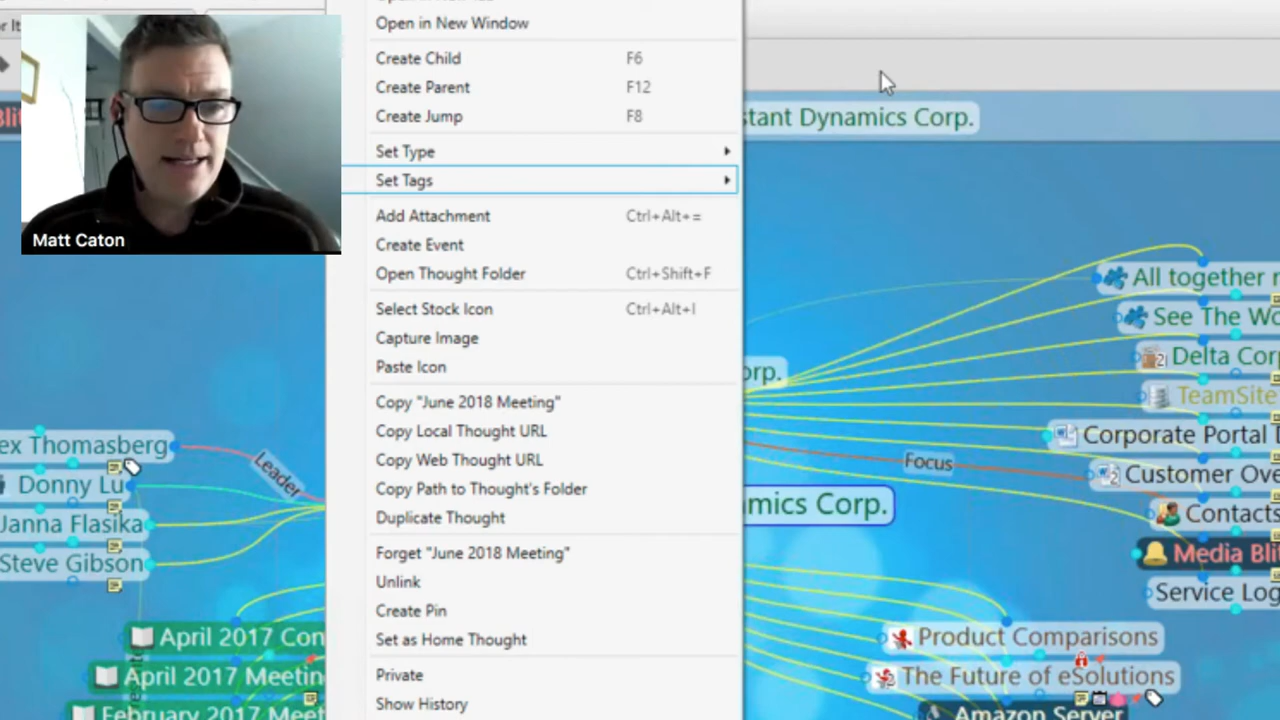 Open in New Window
Create Child F6
Create Parent F12
Create Jump F8
Set Type
Set Tags
Add Attachment Ctrl+Alt+=
Create Event
Open Thought Folder Ctrl+Shift+F
Select Stock Icon Ctrl+Alt+I
Capture Image
Paste Icon
Copy "June 2018 Meeting"
Copy Local Thought URL
Copy Web Thought URL
Copy Path to Thought's Folder
Duplicate Thought
Forget "June 2018 Meeting"
Unlink
Create Pin
Set as Home Thought
Private
Show History
Matt Caton
stant Dynamics Corp.
orp.
mics Corp.
ex Thomasberg
Donny Lu
Janna Flasika
Steve Gibson
Leader
April 2017 Con
April 2017 Meetin
February 2017 Meet
Focus
All together
See The Wo
Delta Corp
TeamSite
Corporate Portal
Customer Ove
Contacts
Media Bli
Service Log
Product Comparisons
The Future of eSolutions
Amazon Server